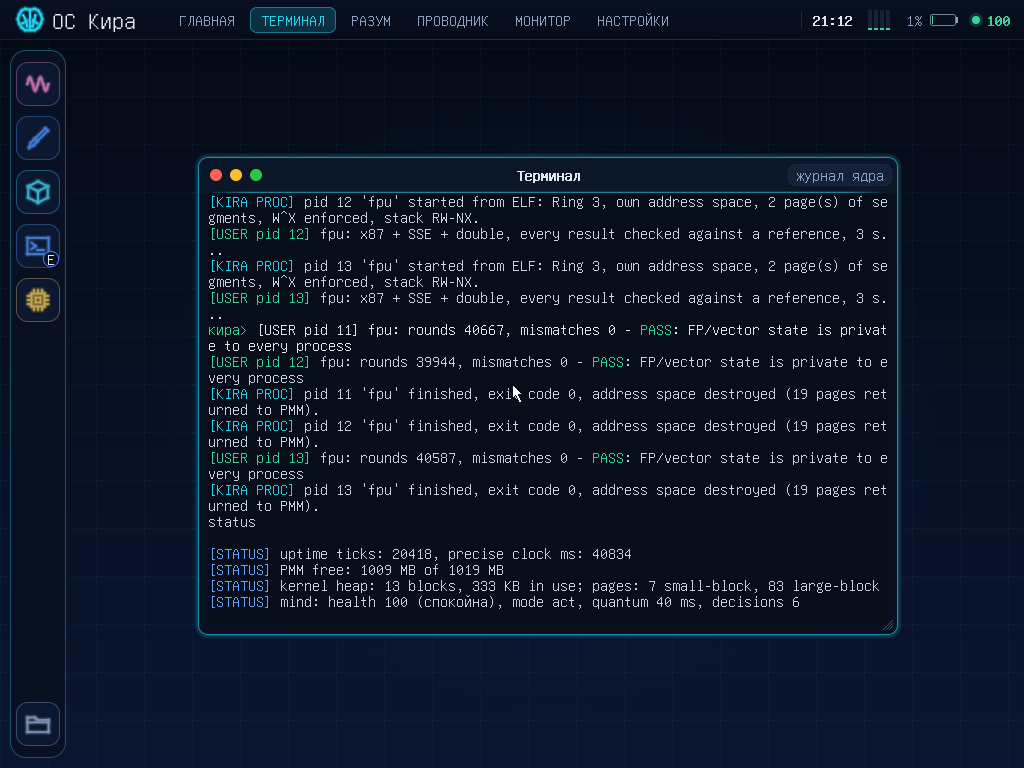 ОС Кира
ГЛАВНАЯ ТЕРМИНАЛ РАЗУМ ПРОВОДНИК МОНИТОР НАСТРОЙКИ
21:12 1% 100
E
Терминал
журнал ядра
[KIRA PROC] pid 12 'fpu' started from ELF: Ring 3, own address space, 2 page(s) of se
gments, W^X enforced, stack RW-NX.
[USER pid 12] fpu: x87 + SSE + double, every result checked against a reference, 3 s.
..
[KIRA PROC] pid 13 'fpu' started from ELF: Ring 3, own address space, 2 page(s) of se
gments, W^X enforced, stack RW-NX.
[USER pid 13] fpu: x87 + SSE + double, every result checked against a reference, 3 s.
..
кира> [USER pid 11] fpu: rounds 40667, mismatches 0 - PASS: FP/vector state is privat
e to every process
[USER pid 12] fpu: rounds 39944, mismatches 0 - PASS: FP/vector state is private to e
very process
[KIRA PROC] pid 11 'fpu' finished, exit code 0, address space destroyed (19 pages ret
urned to PMM).
[KIRA PROC] pid 12 'fpu' finished, exit code 0, address space destroyed (19 pages ret
urned to PMM).
[USER pid 13] fpu: rounds 40587, mismatches 0 - PASS: FP/vector state is private to e
very process
[KIRA PROC] pid 13 'fpu' finished, exit code 0, address space destroyed (19 pages ret
urned to PMM).
status
[STATUS] uptime ticks: 20418, precise clock ms: 40834
[STATUS] PMM free: 1009 MB of 1019 MB
[STATUS] kernel heap: 13 blocks, 333 KB in use; pages: 7 small-block, 83 large-block
[STATUS] mind: health 100 (спокойна), mode act, quantum 40 ms, decisions 6